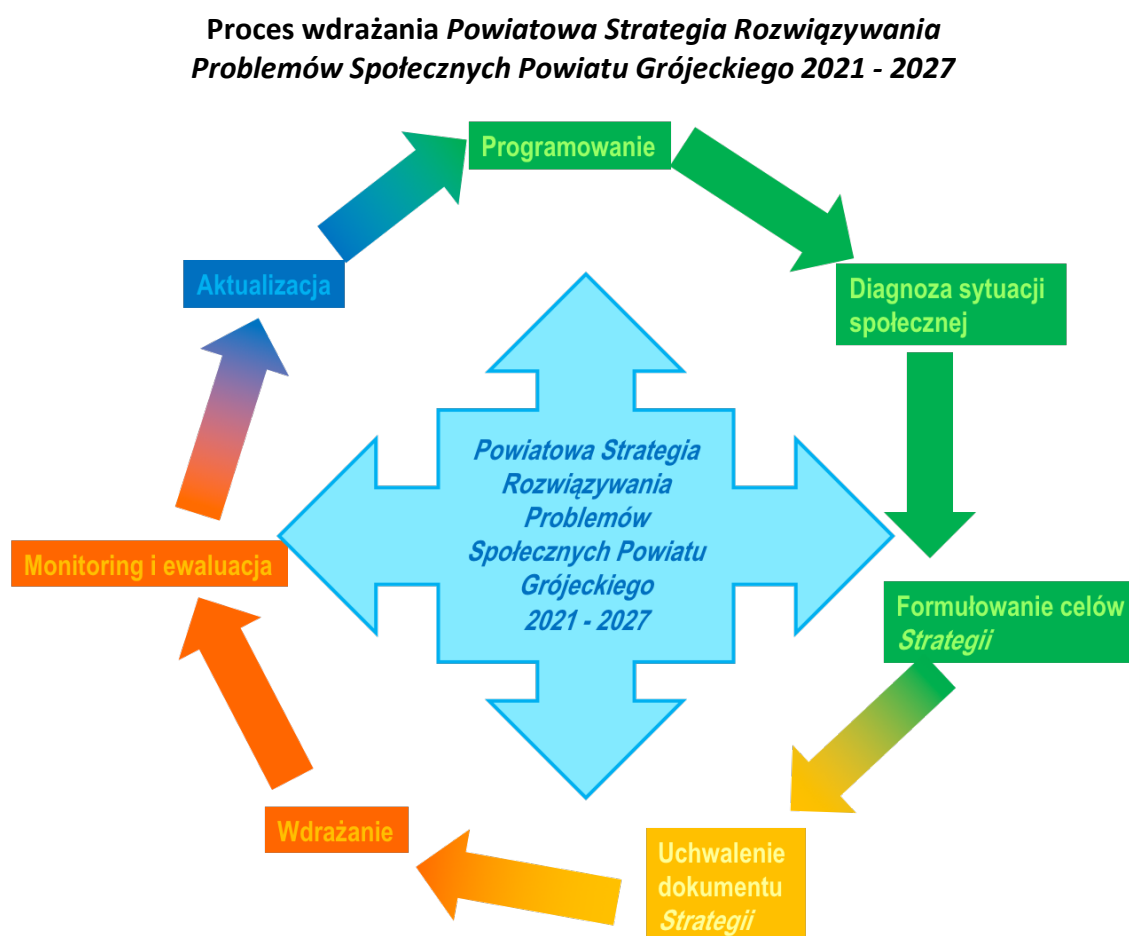 Proces wdrażania Powiatowa Strategia Rozwiązywania
Problemów Społecznych Powiatu Grójeckiego 2021 - 2027
Programowanie
Diagnoza sytuacji
społecznej
Formułowanie celów
Strategii
Uchwalenie
dokumentu
Strategii
Wdrażanie
Monitoring i ewaluacja
Aktualizacja
Powiatowa Strategia
Rozwiązywania
Problemów
Społecznych Powiatu
Grójeckiego
2021 - 2027